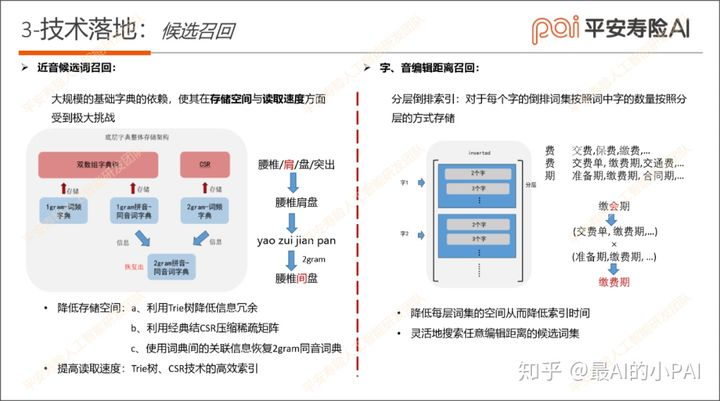 3-技术落地：候选召回
pai 平安寿险AI
➢ 近音候选词召回：
大规模的基础字典的依赖，使其在存储空间与读取速度方面
受到极大挑战
底层字典整体存储架构
双数组字典树
CSR
存储
存储
存储
1gram-词频
字典
1gram拼音-
同音词字典
2gram-词频
字典
信息
信息
恢复出
2gram拼音-
同音词字典
腰椎/肩/盘/突出
腰椎肩盘
yao zui jian pan
2gram
腰椎间盘
• 降低存储空间：a、利用Trie树降低信息冗余
b、利用经典结CSR压缩稀疏矩阵
c、使用词典间的关联信息恢复2gram同音词典
• 提高读取速度：Trie树、CSR技术的高效索引
➢ 字、音编辑距离召回：
分层倒排索引：对于每个字的倒排词集按照词中字的数量按照分
层的方式存储
inverted
字1
2个字
3个字
分层
字2
2个字
3个字
费 交费,保费,缴费,…
费 交费单, 缴费期,交通费,…
期 准备期,缴费期, 合同期,…
缴会期
(交费单, 缴费期,…)
×
(准备期,缴费期, …)
缴费期
• 降低每层词集的空间从而降低索引时间
• 灵活地搜索任意编辑距离的候选词集
知乎 @最AI的小PAI
平安寿险人工智能研发团队